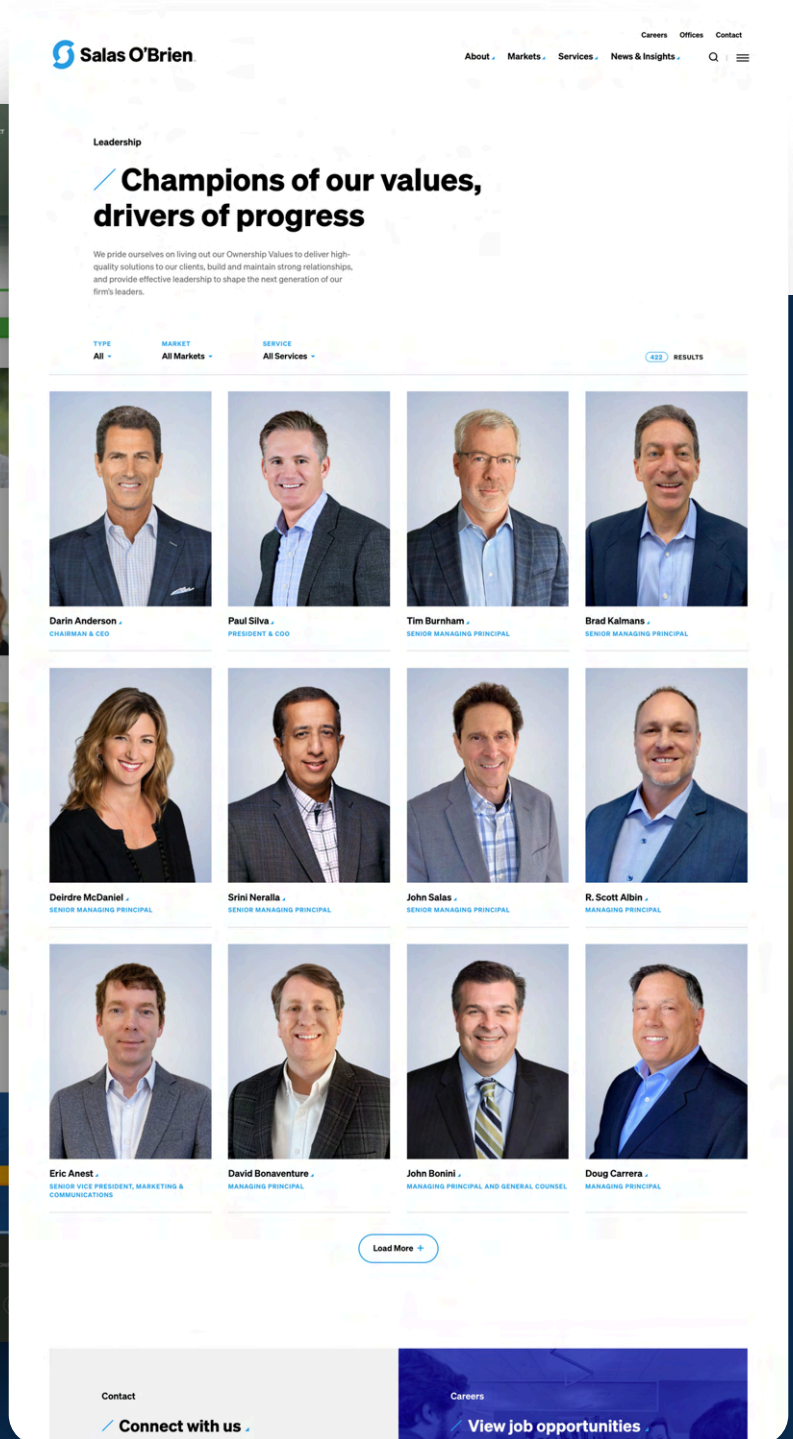 Careers Offices Contact
Salas O'Brien
About Markets Services News & Insights
Leadership
Champions of our values,
drivers of progress
We pride ourselves on living out our Ownership Values to deliver high-
quality solutions to our clients, build and maintain strong relationships,
and provide effective leadership to shape the next generation of our
firm's leaders.
TYPE MARKET SERVICE
All All Markets All Services
422 RESULTS
Darin Anderson
CHAIRMAN & CEO
Paul Silva
PRESIDENT & COO
Tim Burnham
SENIOR MANAGING PRINCIPAL
Brad Kalmans
SENIOR MANAGING PRINCIPAL
Deirdre McDaniel
SENIOR MANAGING PRINCIPAL
Srini Neralla
SENIOR MANAGING PRINCIPAL
John Salas
SENIOR MANAGING PRINCIPAL
R. Scott Albin
MANAGING PRINCIPAL
Eric Anest
SENIOR VICE PRESIDENT, MARKETING &
COMMUNICATIONS
David Bonaventure
MANAGING PRINCIPAL
John Bonini
MANAGING PRINCIPAL AND GENERAL COUNSEL
Doug Carrera
MANAGING PRINCIPAL
Load More +
Contact
Connect with us
Careers
View job opportunities